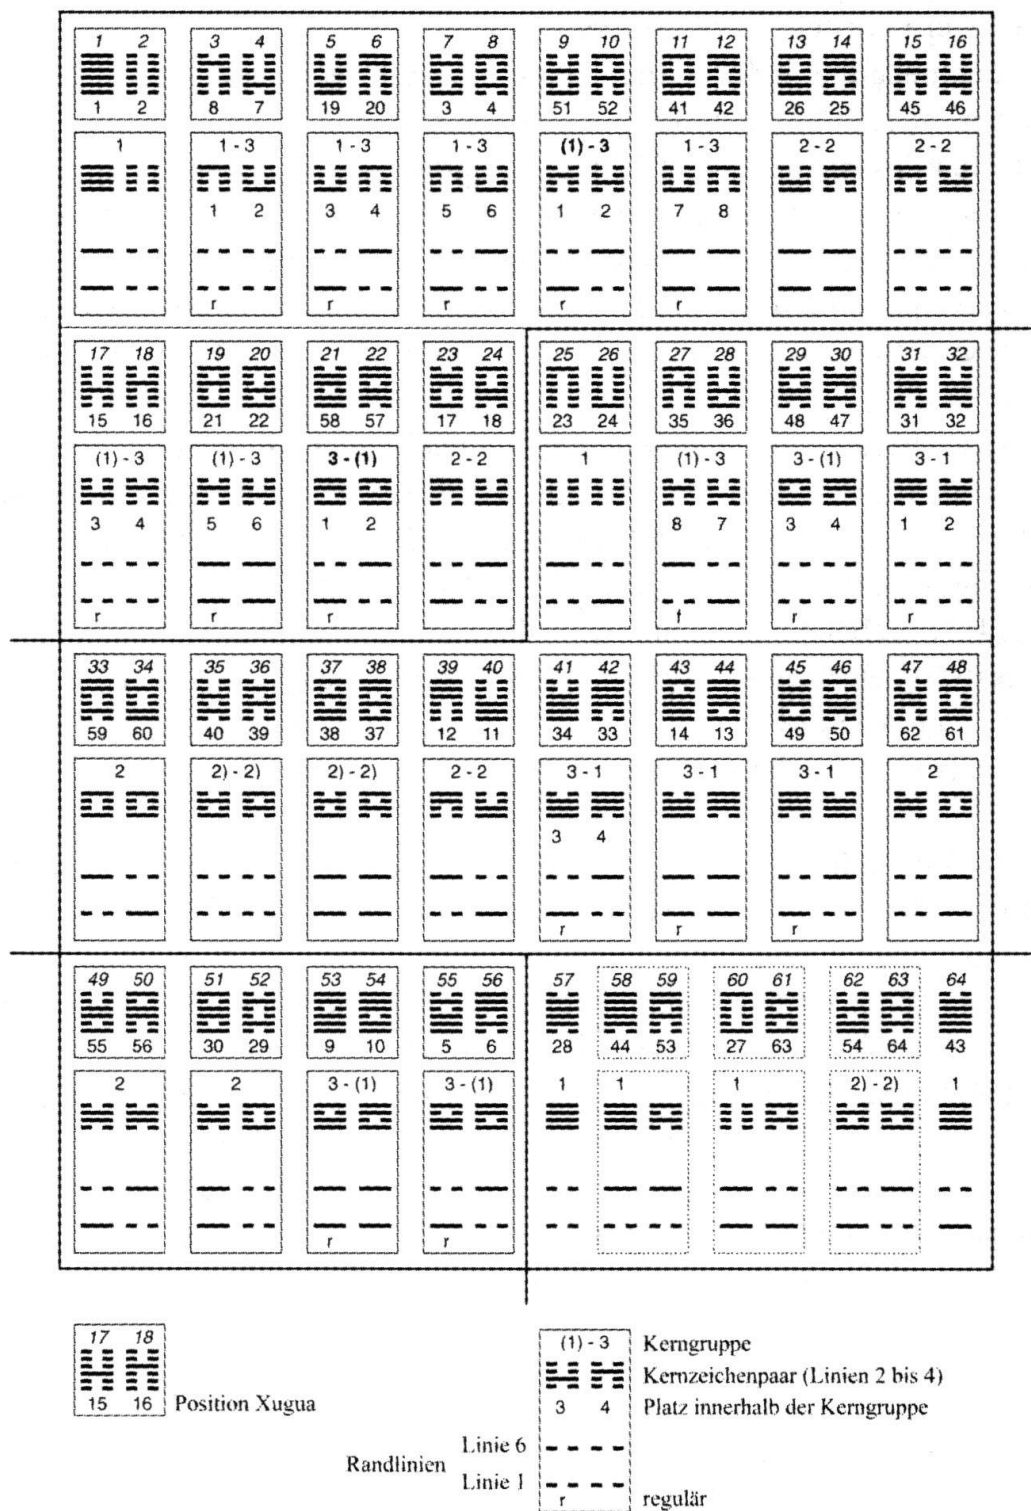 1 2 3 4 5 6 7 8 9 10 11 12 13 14 15 16
1 2 8 7 19 20 3 4 51 52 41 42 26 25 45 46
1 1 - 3 1 - 3 1 - 3 (1) - 3 1 - 3 2 - 2 2 - 2
1 2 3 4 5 6 1 2 7 8
r r r r r
17 18 19 20 21 22 23 24 25 26 27 28 29 30 31 32
15 16 21 22 58 57 17 18 23 24 35 36 48 47 31 32
(1) - 3 (1) - 3 3 - (1) 2 - 2 1 (1) - 3 3 - (1) 3 - 1
3 4 5 6 1 2 8 7 3 4 1 2
r r r f r r
33 34 35 36 37 38 39 40 41 42 43 44 45 46 47 48
59 60 40 39 38 37 12 11 34 33 14 13 49 50 62 61
2 2) - 2) 2) - 2) 2 - 2 3 - 1 3 - 1 3 - 1 2
3 4
r r r
49 50 51 52 53 54 55 56 57 58 59 60 61 62 63 64
55 56 30 29 9 10 5 6 28 44 53 27 63 54 64 43
2 2 3 - (1) 3 - (1) 1 1 1 2) - 2) 1
r r
17 18
15 16 Position Xugua
(1) - 3 Kerngruppe
Kernzeichenpaar (Linien 2 bis 4)
3 4 Platz innerhalb der Kerngruppe
Linie 6
Randlinien
Linie 1
r regulär